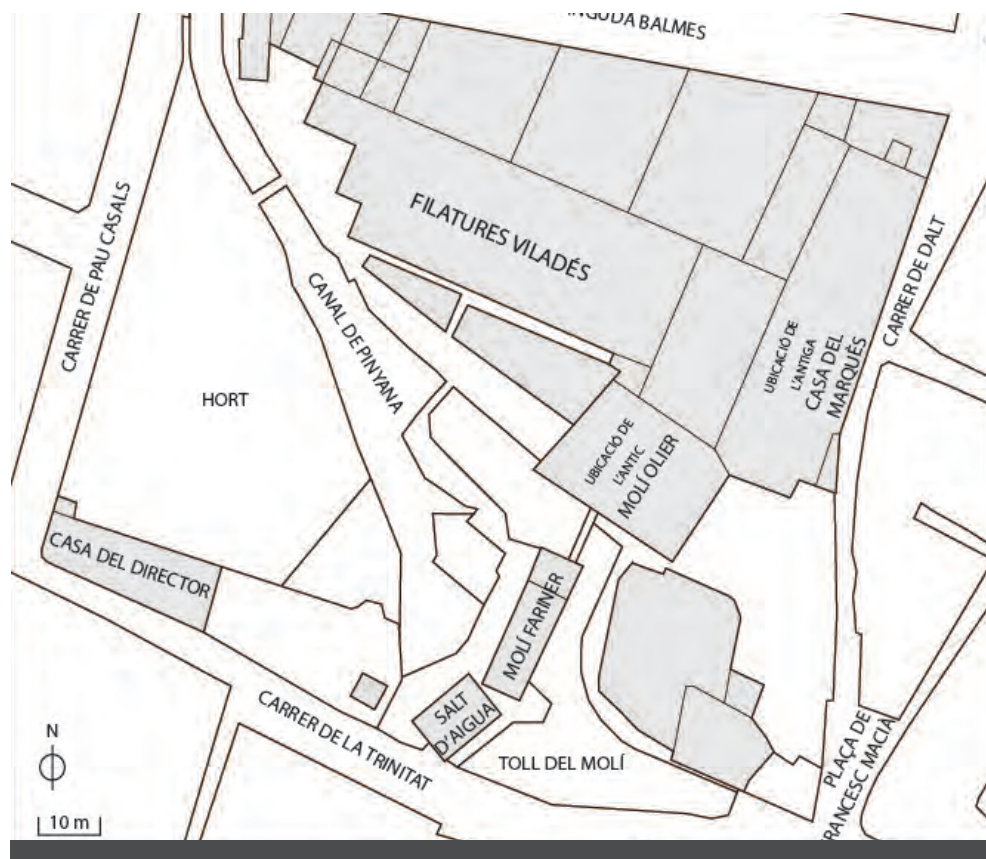 NGUDA BALMES
CARRER DE PAU CASALS
FILATURES VILADÉS
CARRER DE DALT
CANAL DE PINYANA
UBICACIÓ DE
L'ANTIGA
CASA DEL
MARQUÈS
HORT
UBICACIÓ DE
L'ANTIC
MOLÍ OLIER
CASA DEL DIRECTOR
MOLÍ FARINER
SALT
D'AIGUA
CARRER DE LA TRINITAT
TOLL DEL MOLÍ
PLAÇA DE
FRANCESC MACIÀ
N
10 m